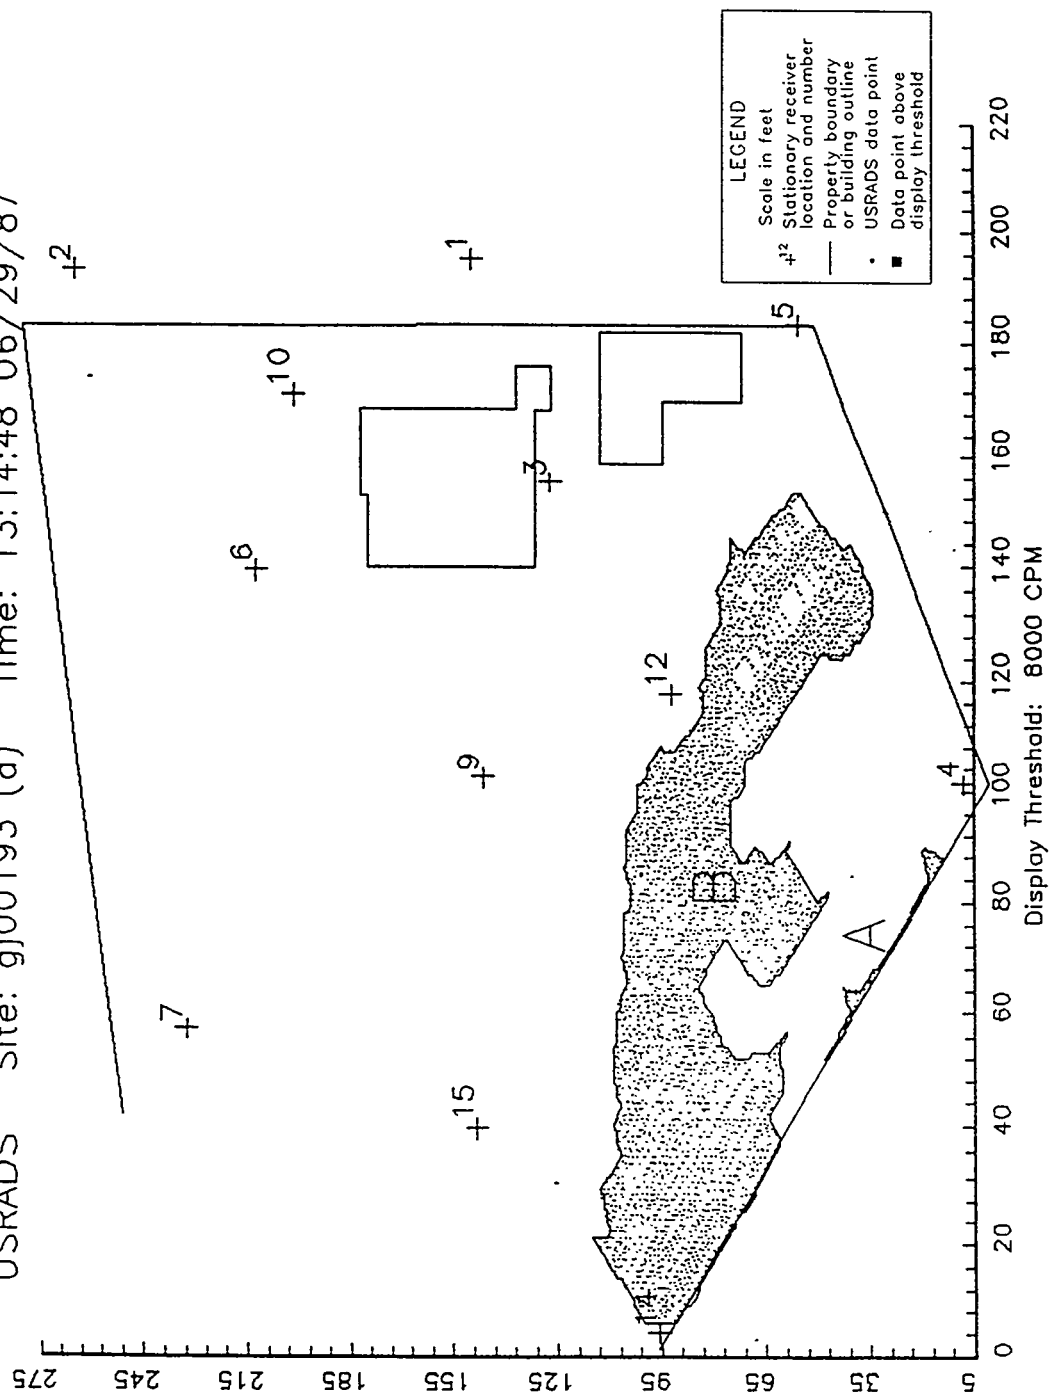 USRADS Site: gj00193 (a) Time: 13:14:48 06/29/87
2
1
10
5
6
3
7
9
12
15
4
14
B
A
LEGEND
Scale in feet
12 Stationary receiver
location and number
Property boundary
or building outline
USRADS data point
Data point above
display threshold
275
245
215
185
155
125
95
65
35
5
0 20 40 60 80 100 120 140 160 180 200 220
Display Threshold: 8000 CPM